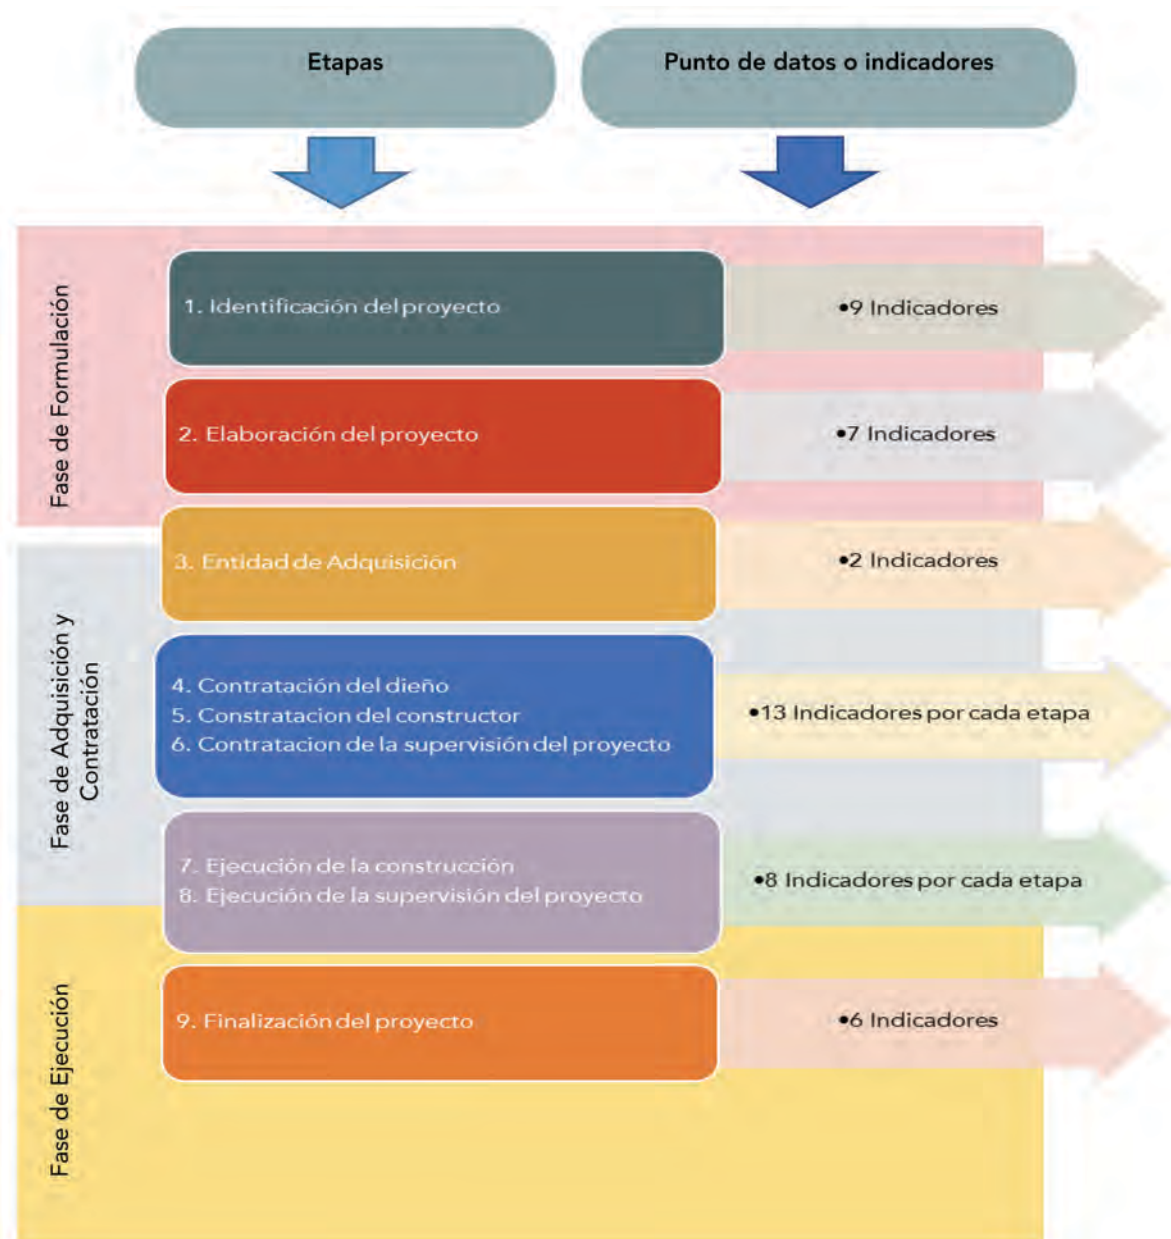 Etapas
Punto de datos o indicadores
Fase de Formulación
1. Identificación del proyecto
•9 Indicadores
2. Elaboración del proyecto
•7 Indicadores
Fase de Adquisición y
Contratación
3. Entidad de Adquisición
•2 Indicadores
4. Contratación del dieño
5. Constratacion del constructor
6. Contratacion de la supervisión del proyecto
•13 Indicadores por cada etapa
7. Ejecución de la construcción
8. Ejecución de la supervisión del proyecto
•8 Indicadores por cada etapa
Fase de Ejecución
9. Finalización del proyecto
•6 Indicadores